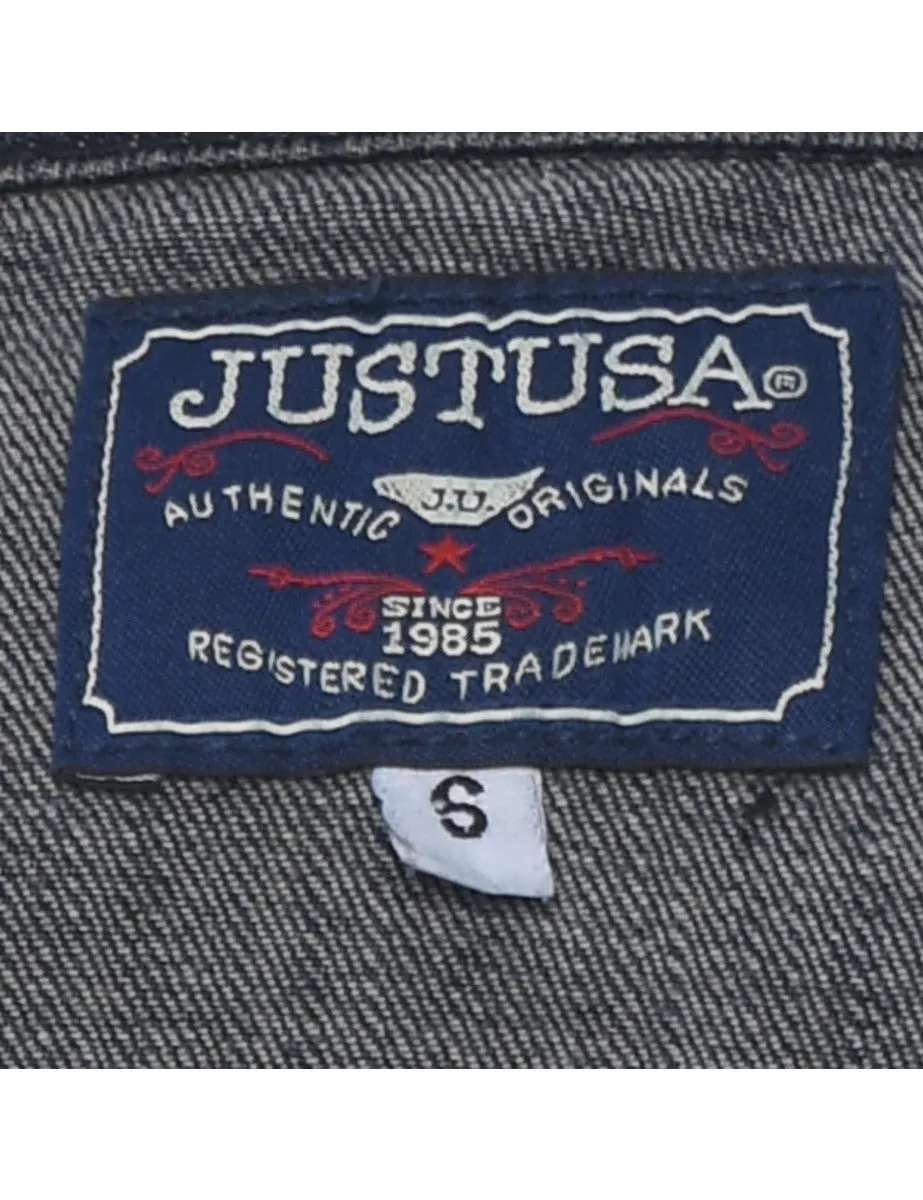 JUSTUSA®
AUTHENTIC J.U. ORIGINALS
SINCE
1985
REGISTERED TRADEMARK
S